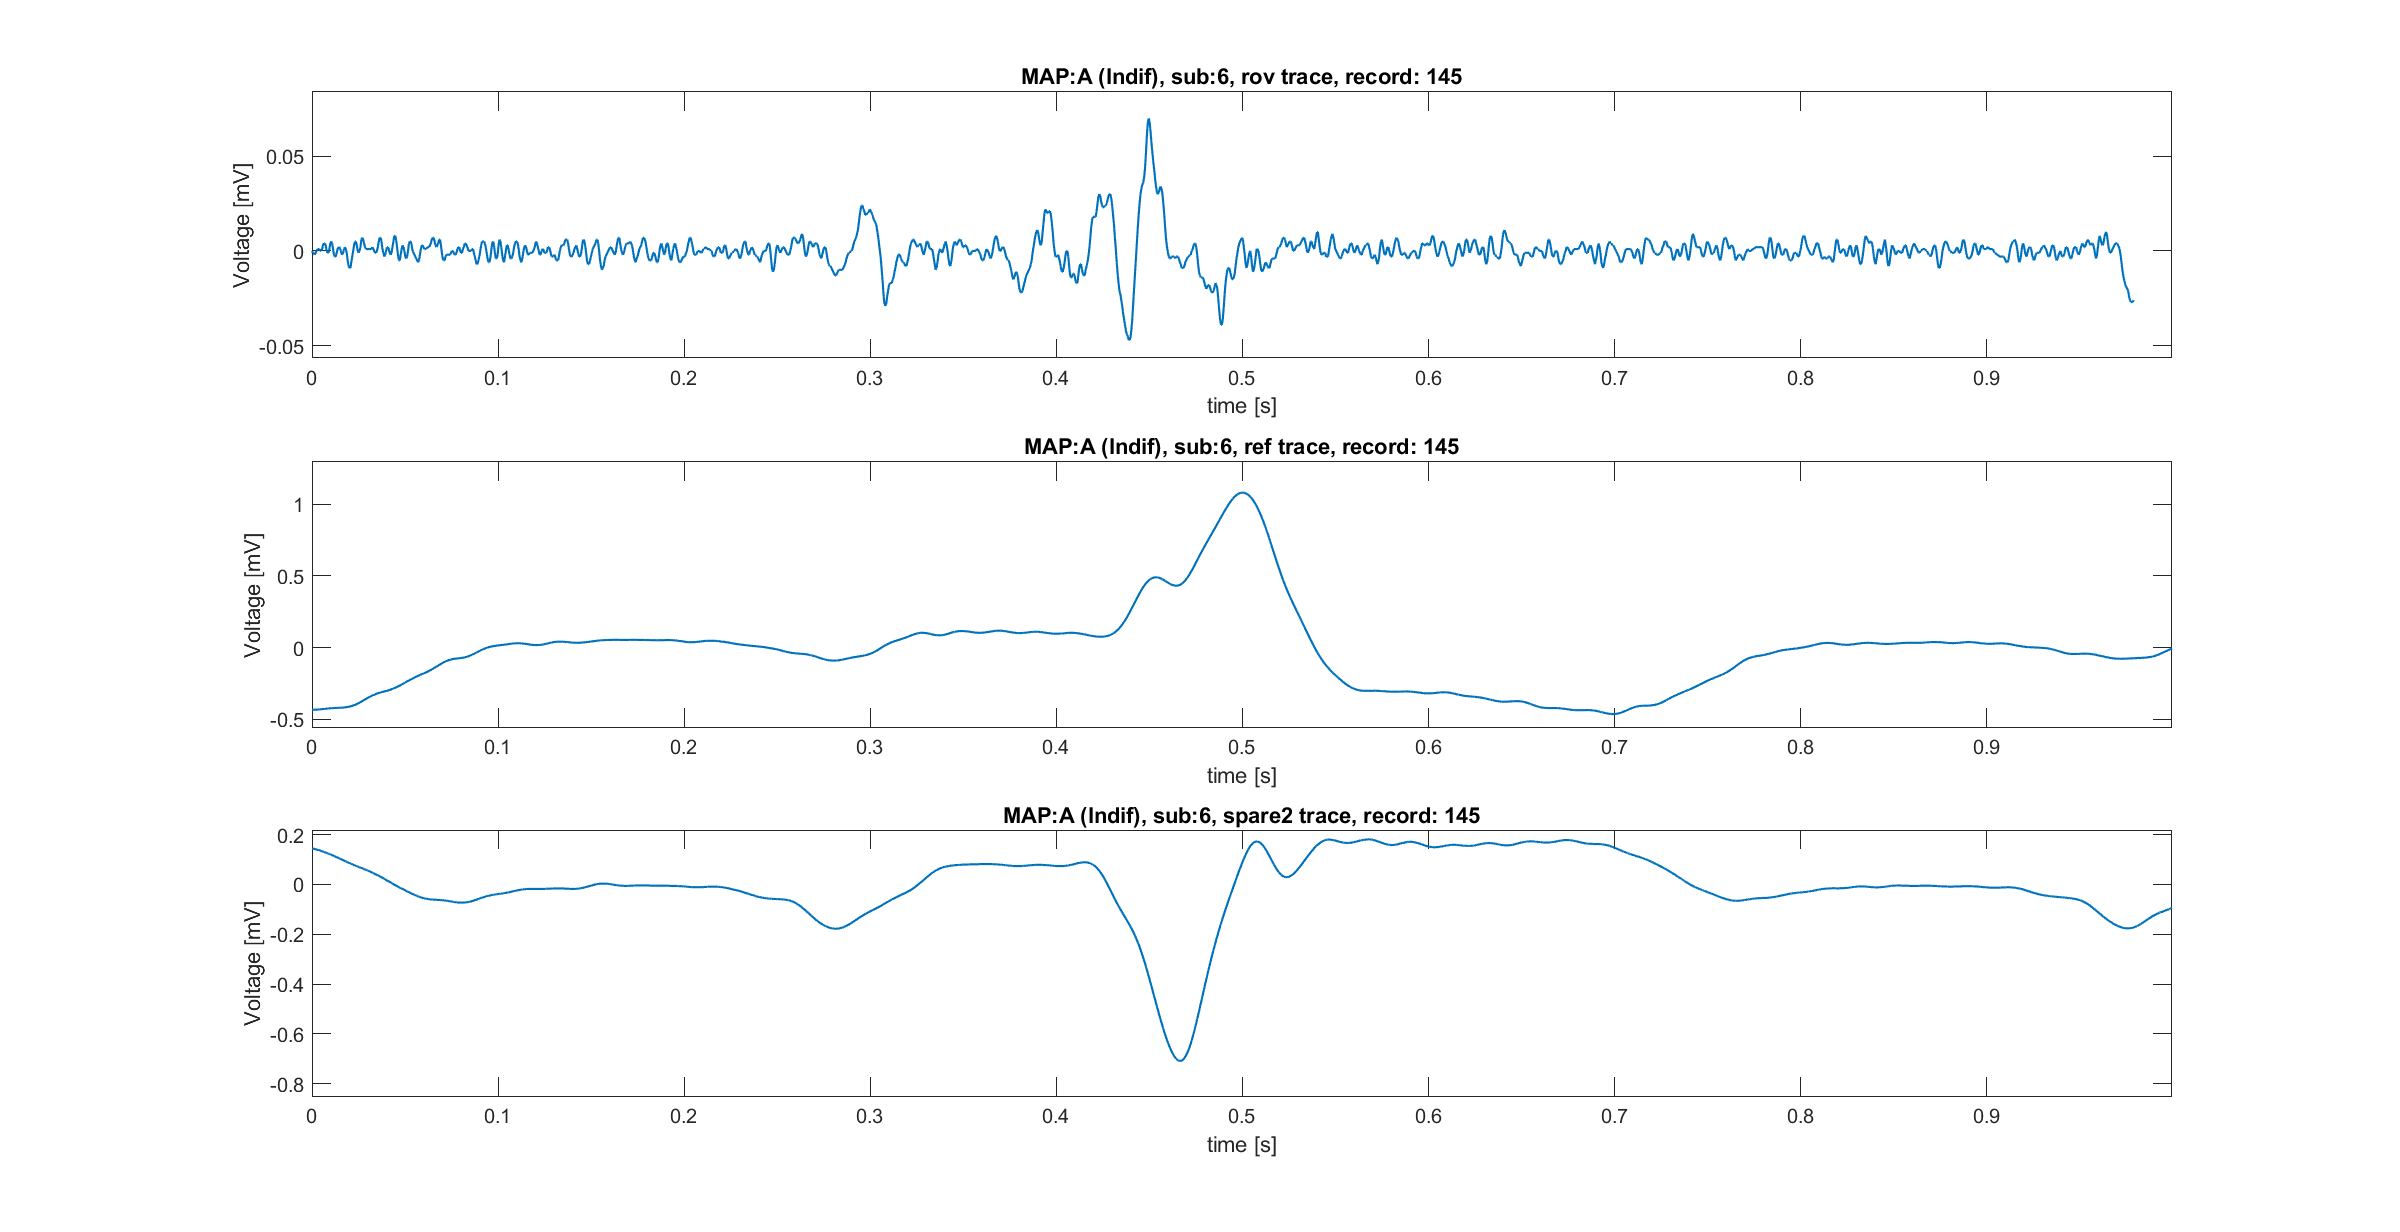 MAP:A (Indif), sub:6, rov trace, record: 145
Voltage [mV]
0.05
0
-0.05
0 0.1 0.2 0.3 0.4 0.5 0.6 0.7 0.8 0.9
time [s]
MAP:A (Indif), sub:6, ref trace, record: 145
Voltage [mV]
1
0.5
0
-0.5
0 0.1 0.2 0.3 0.4 0.5 0.6 0.7 0.8 0.9
time [s]
MAP:A (Indif), sub:6, spare2 trace, record: 145
Voltage [mV]
0.2
0
-0.2
-0.4
-0.6
-0.8
0 0.1 0.2 0.3 0.4 0.5 0.6 0.7 0.8 0.9
time [s]